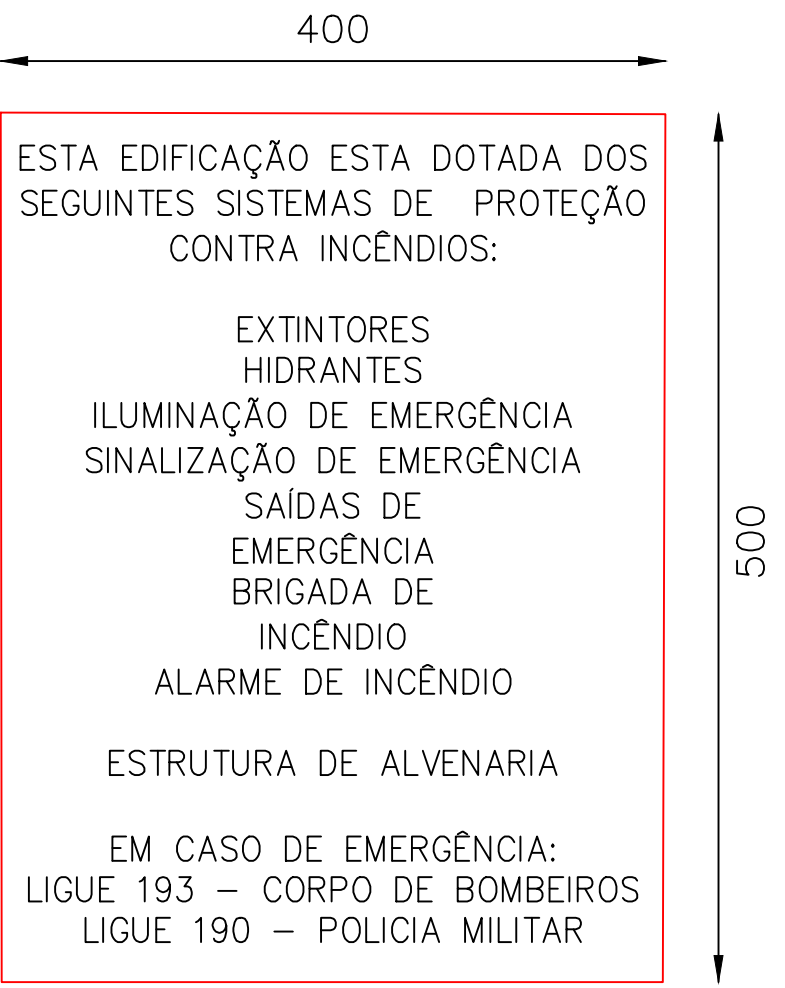 400
ESTA EDIFICAÇÃO ESTA DOTADA DOS
SEGUINTES SISTEMAS DE PROTEÇÃO
CONTRA INCÊNDIOS:
EXTINTORES
HIDRANTES
ILUMINAÇÃO DE EMERGÊNCIA
SINALIZAÇÃO DE EMERGÊNCIA
SAÍDAS DE
EMERGÊNCIA
BRIGADA DE
INCÊNDIO
ALARME DE INCÊNDIO
ESTRUTURA DE ALVENARIA
EM CASO DE EMERGÊNCIA:
LIGUE 193 – CORPO DE BOMBEIROS
LIGUE 190 – POLICIA MILITAR
500